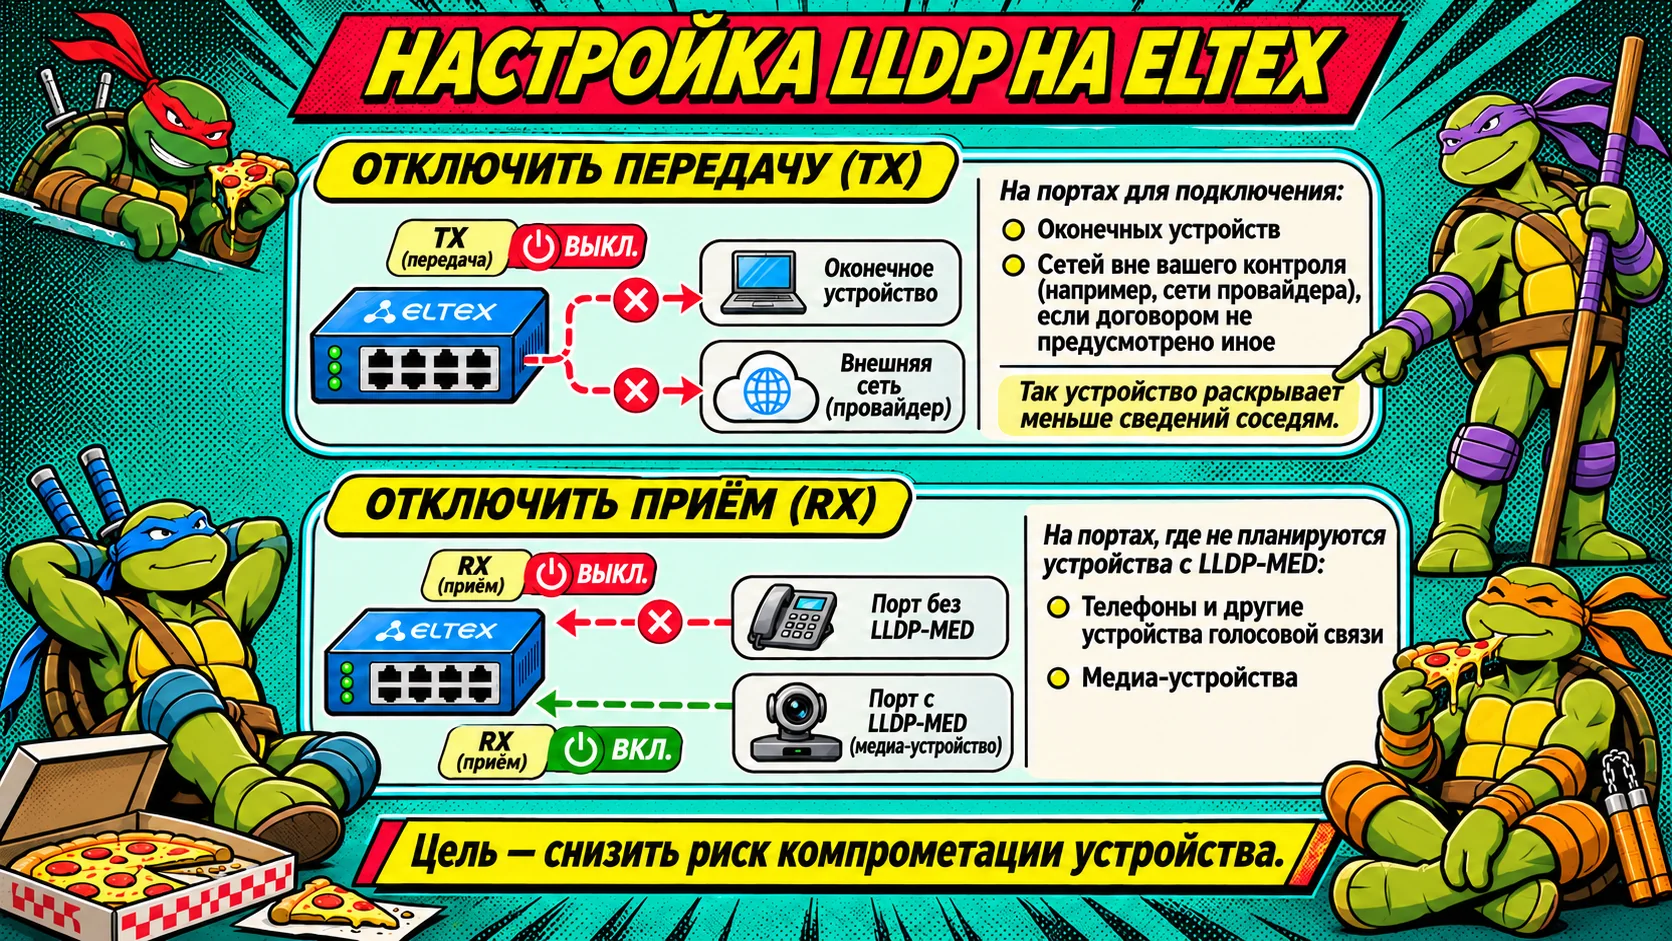 НАСТРОЙКА LLDP НА ELTEX
ОТКЛЮЧИТЬ ПЕРЕДАЧУ (TX)
TX
(передача)
ВЫКЛ.
ELTEX
Оконечное
устройство
Внешняя
сеть
(провайдер)
На портах для подключения:
Оконечных устройств
Сетей вне вашего контроля
(например, сети провайдера),
если договором не
предусмотрено иное
Так устройство раскрывает
меньше сведений соседям.
ОТКЛЮЧИТЬ ПРИЁМ (RX)
RX
(приём)
ВЫКЛ.
ELTEX
Порт без
LLDP-MED
Порт с
LLDP-MED
(медиа-устройство)
RX
(приём)
ВКЛ.
На портах, где не планируются
устройства с LLDP-MED:
Телефоны и другие
устройства голосовой связи
Медиа-устройства
Цель — снизить риск компрометации устройства.